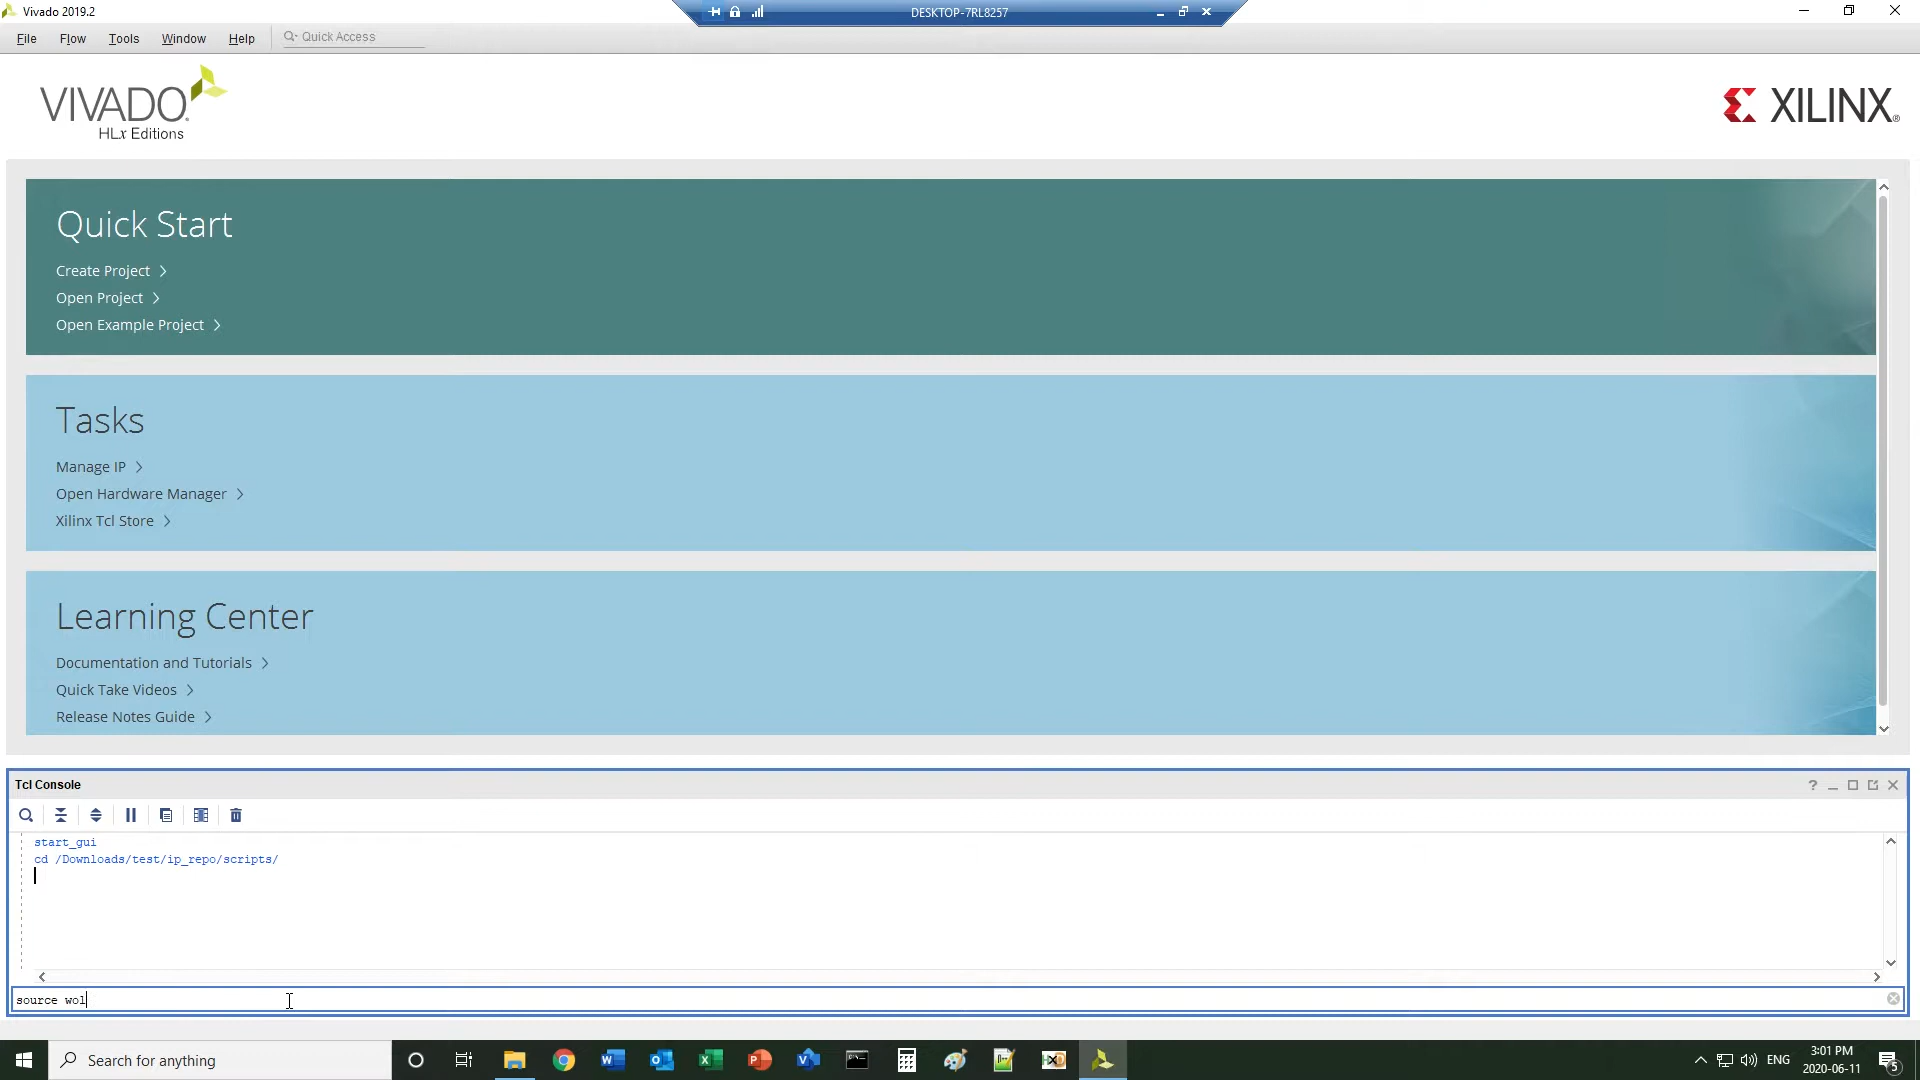 Vivado 2019.2
DESKTOP-7RL8257
File Flow Tools Window Help Quick Access
VIVADO
HLx Editions
XILINX
Quick Start
Create Project
Open Project
Open Example Project
Tasks
Manage IP
Open Hardware Manager
Xilinx Tcl Store
Learning Center
Documentation and Tutorials
Quick Take Videos
Release Notes Guide
Tcl Console
start_gui
cd /Downloads/test/ip_repo/scripts/
source wol
Search for anything
ENG
3:01 PM
2020-06-11
5